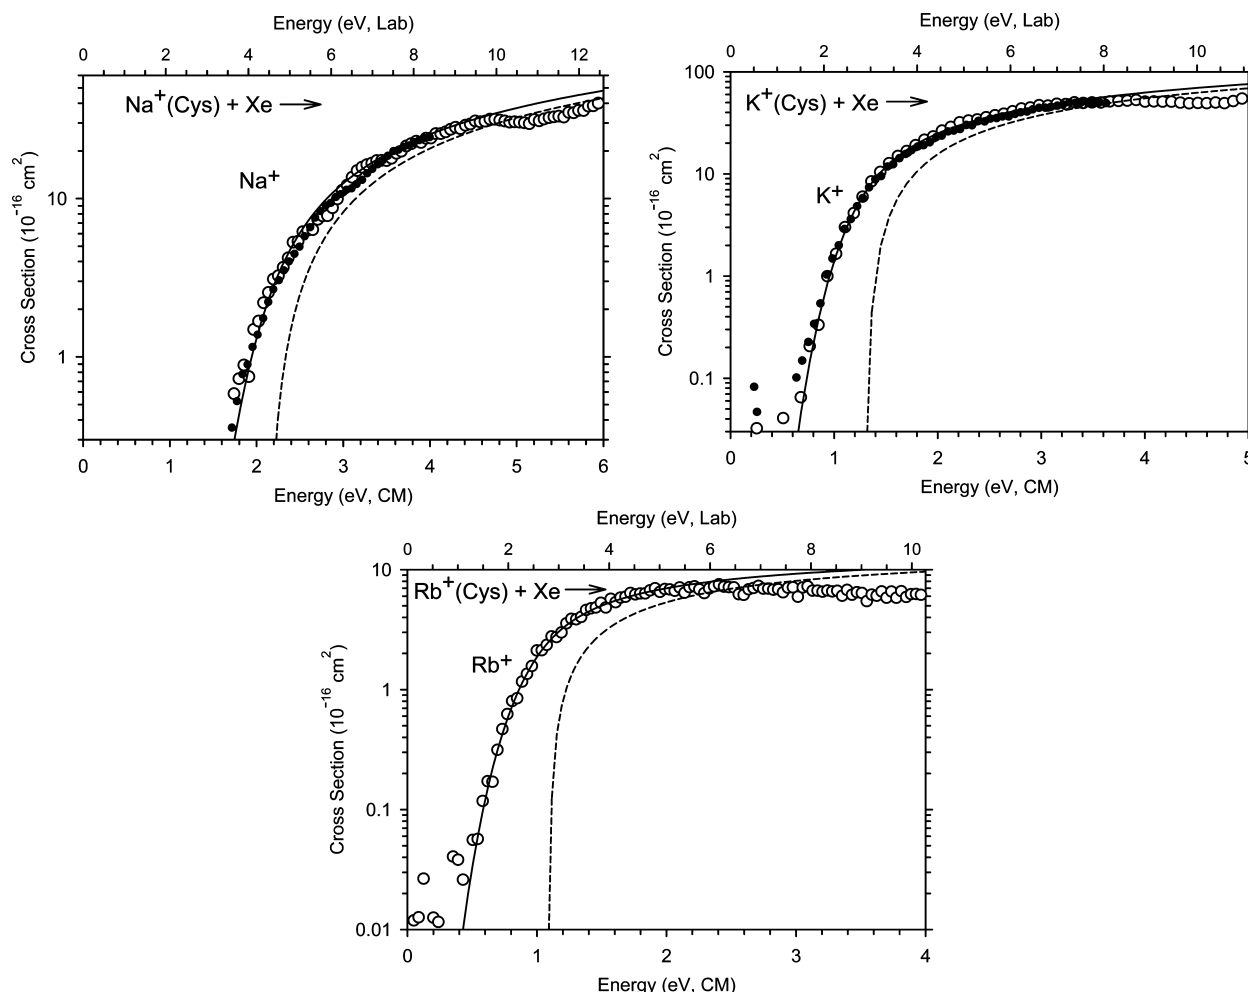 Energy (eV, Lab)
0 2 4 6 8 10 12
Na+(Cys) + Xe →
Na+
Cross Section (10−16 cm2)
10
1
0 1 2 3 4 5 6
Energy (eV, CM)
Energy (eV, Lab)
0 2 4 6 8 10
K+(Cys) + Xe →
K+
Cross Section (10−16 cm2)
100
10
1
0.1
0 1 2 3 4 5
Energy (eV, CM)
Energy (eV, Lab)
0 2 4 6 8 10
Rb+(Cys) + Xe →
Rb+
Cross Section (10−16 cm2)
10
1
0.1
0.01
0 1 2 3 4
Energy (eV, CM)